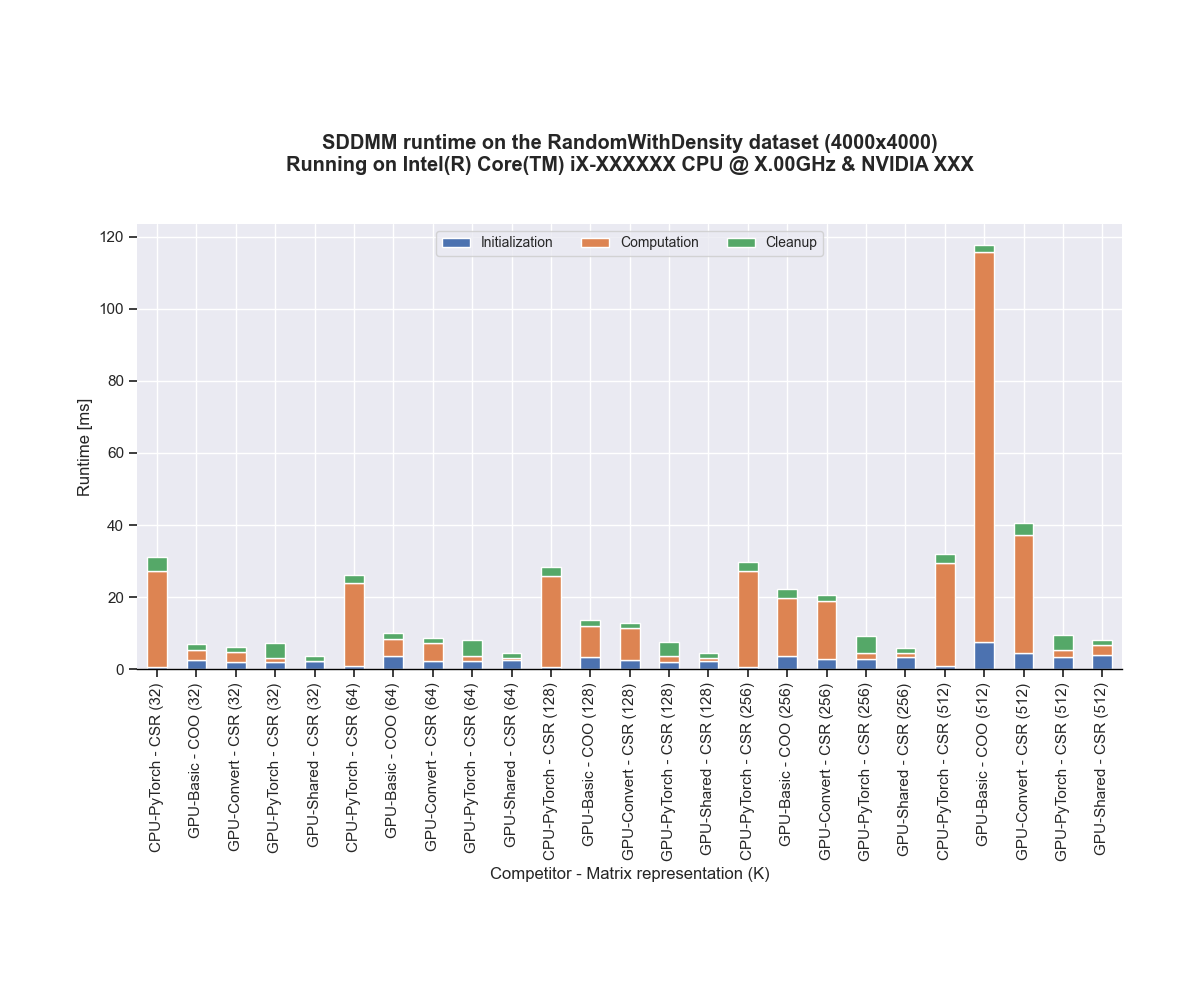 SDDMM runtime on the RandomWithDensity dataset (4000x4000)
Running on Intel(R) Core(TM) iX-XXXXXX CPU @ X.00GHz & NVIDIA XXX
Initialization
Computation
Cleanup
Runtime [ms]
120
100
80
60
40
20
0
CPU-PyTorch - CSR (32)
GPU-Basic - COO (32)
GPU-Convert - CSR (32)
GPU-PyTorch - CSR (32)
GPU-Shared - CSR (32)
CPU-PyTorch - CSR (64)
GPU-Basic - COO (64)
GPU-Convert - CSR (64)
GPU-PyTorch - CSR (64)
GPU-Shared - CSR (64)
CPU-PyTorch - CSR (128)
GPU-Basic - COO (128)
GPU-Convert - CSR (128)
GPU-PyTorch - CSR (128)
GPU-Shared - CSR (128)
CPU-PyTorch - CSR (256)
GPU-Basic - COO (256)
GPU-Convert - CSR (256)
GPU-PyTorch - CSR (256)
GPU-Shared - CSR (256)
CPU-PyTorch - CSR (512)
GPU-Basic - COO (512)
GPU-Convert - CSR (512)
GPU-PyTorch - CSR (512)
GPU-Shared - CSR (512)
Competitor - Matrix representation (K)